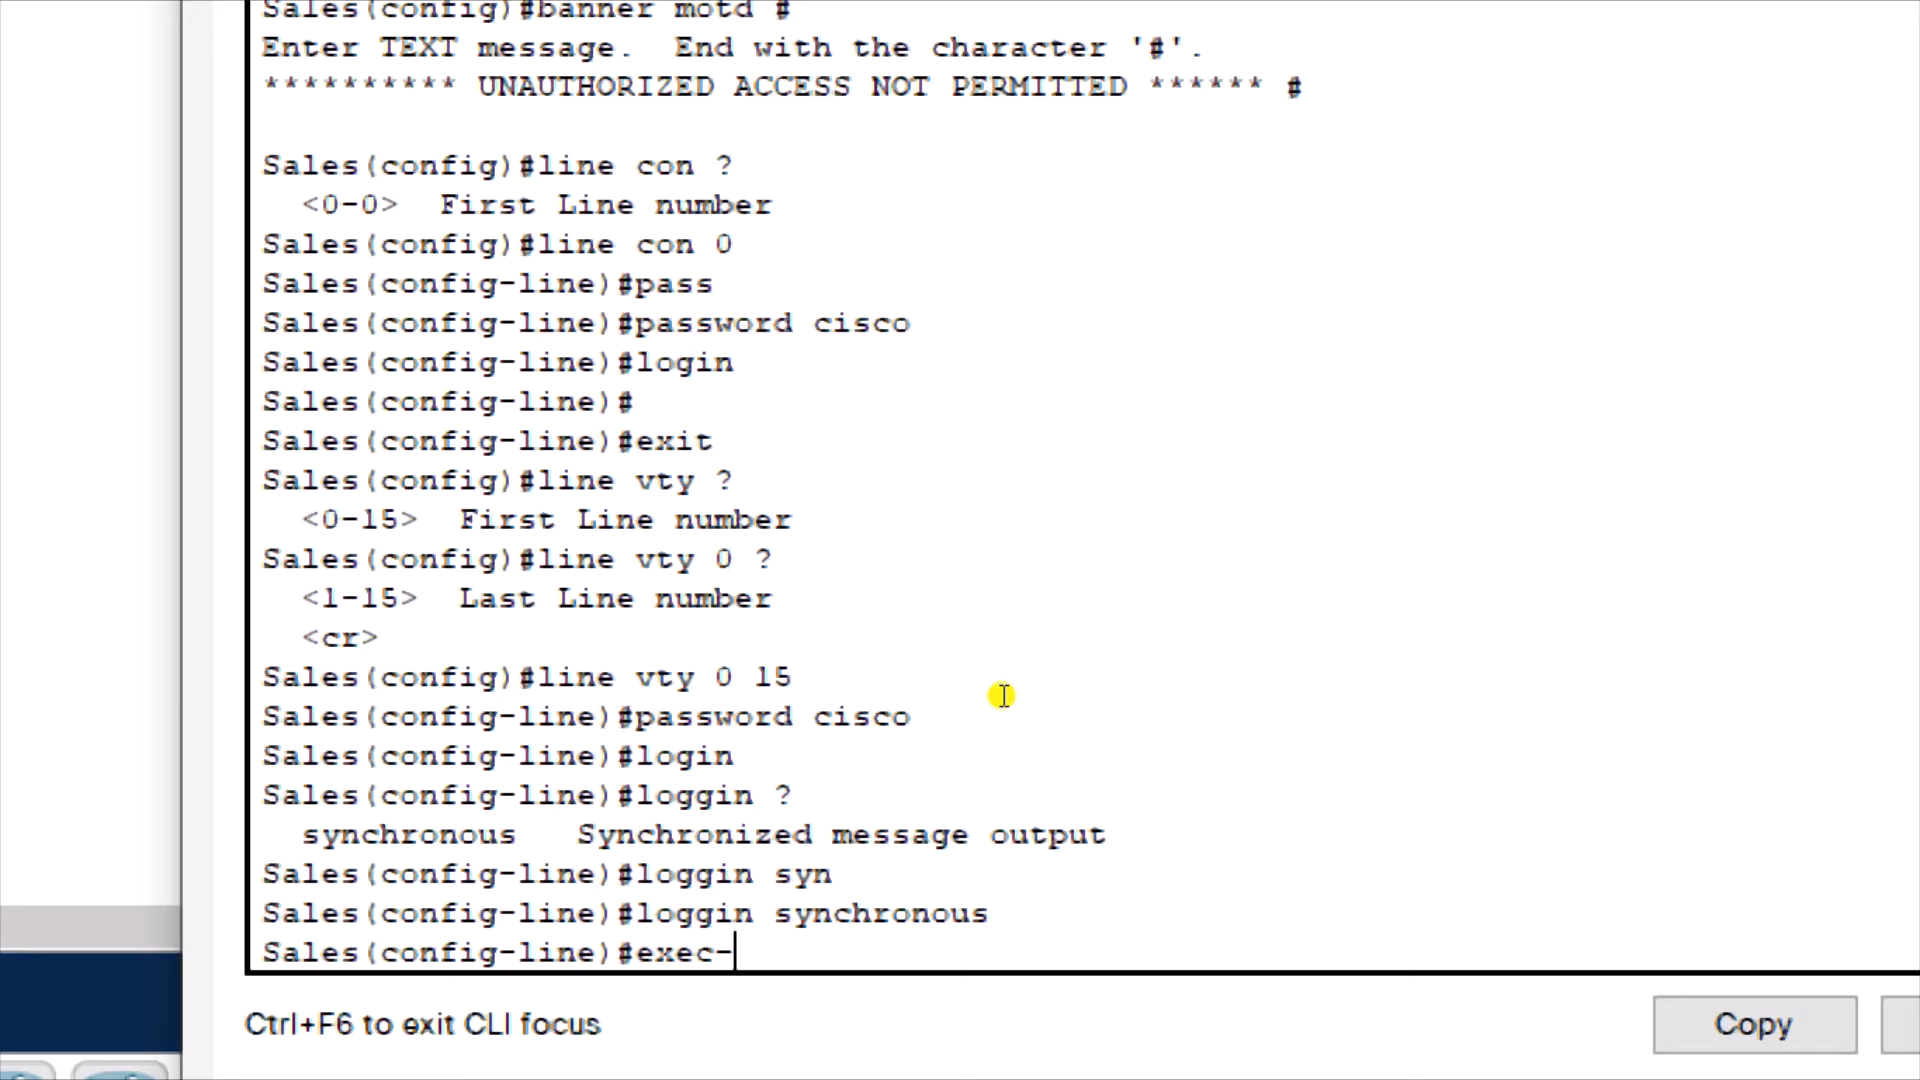 Sales(config)#banner motd #
Enter TEXT message.  End with the character '#'.
********** UNAUTHORIZED ACCESS NOT PERMITTED ****** #
Sales(config)#line con ?
<0-0>  First Line number
Sales(config)#line con 0
Sales(config-line)#pass
Sales(config-line)#password cisco
Sales(config-line)#login
Sales(config-line)#
Sales(config-line)#exit
Sales(config)#line vty ?
<0-15>  First Line number
Sales(config)#line vty 0 ?
<1-15>  Last Line number
<cr>
Sales(config)#line vty 0 15
Sales(config-line)#password cisco
Sales(config-line)#login
Sales(config-line)#loggin ?
synchronous   Synchronized message output
Sales(config-line)#loggin syn
Sales(config-line)#loggin synchronous
Sales(config-line)#exec-
Ctrl+F6 to exit CLI focus
Copy